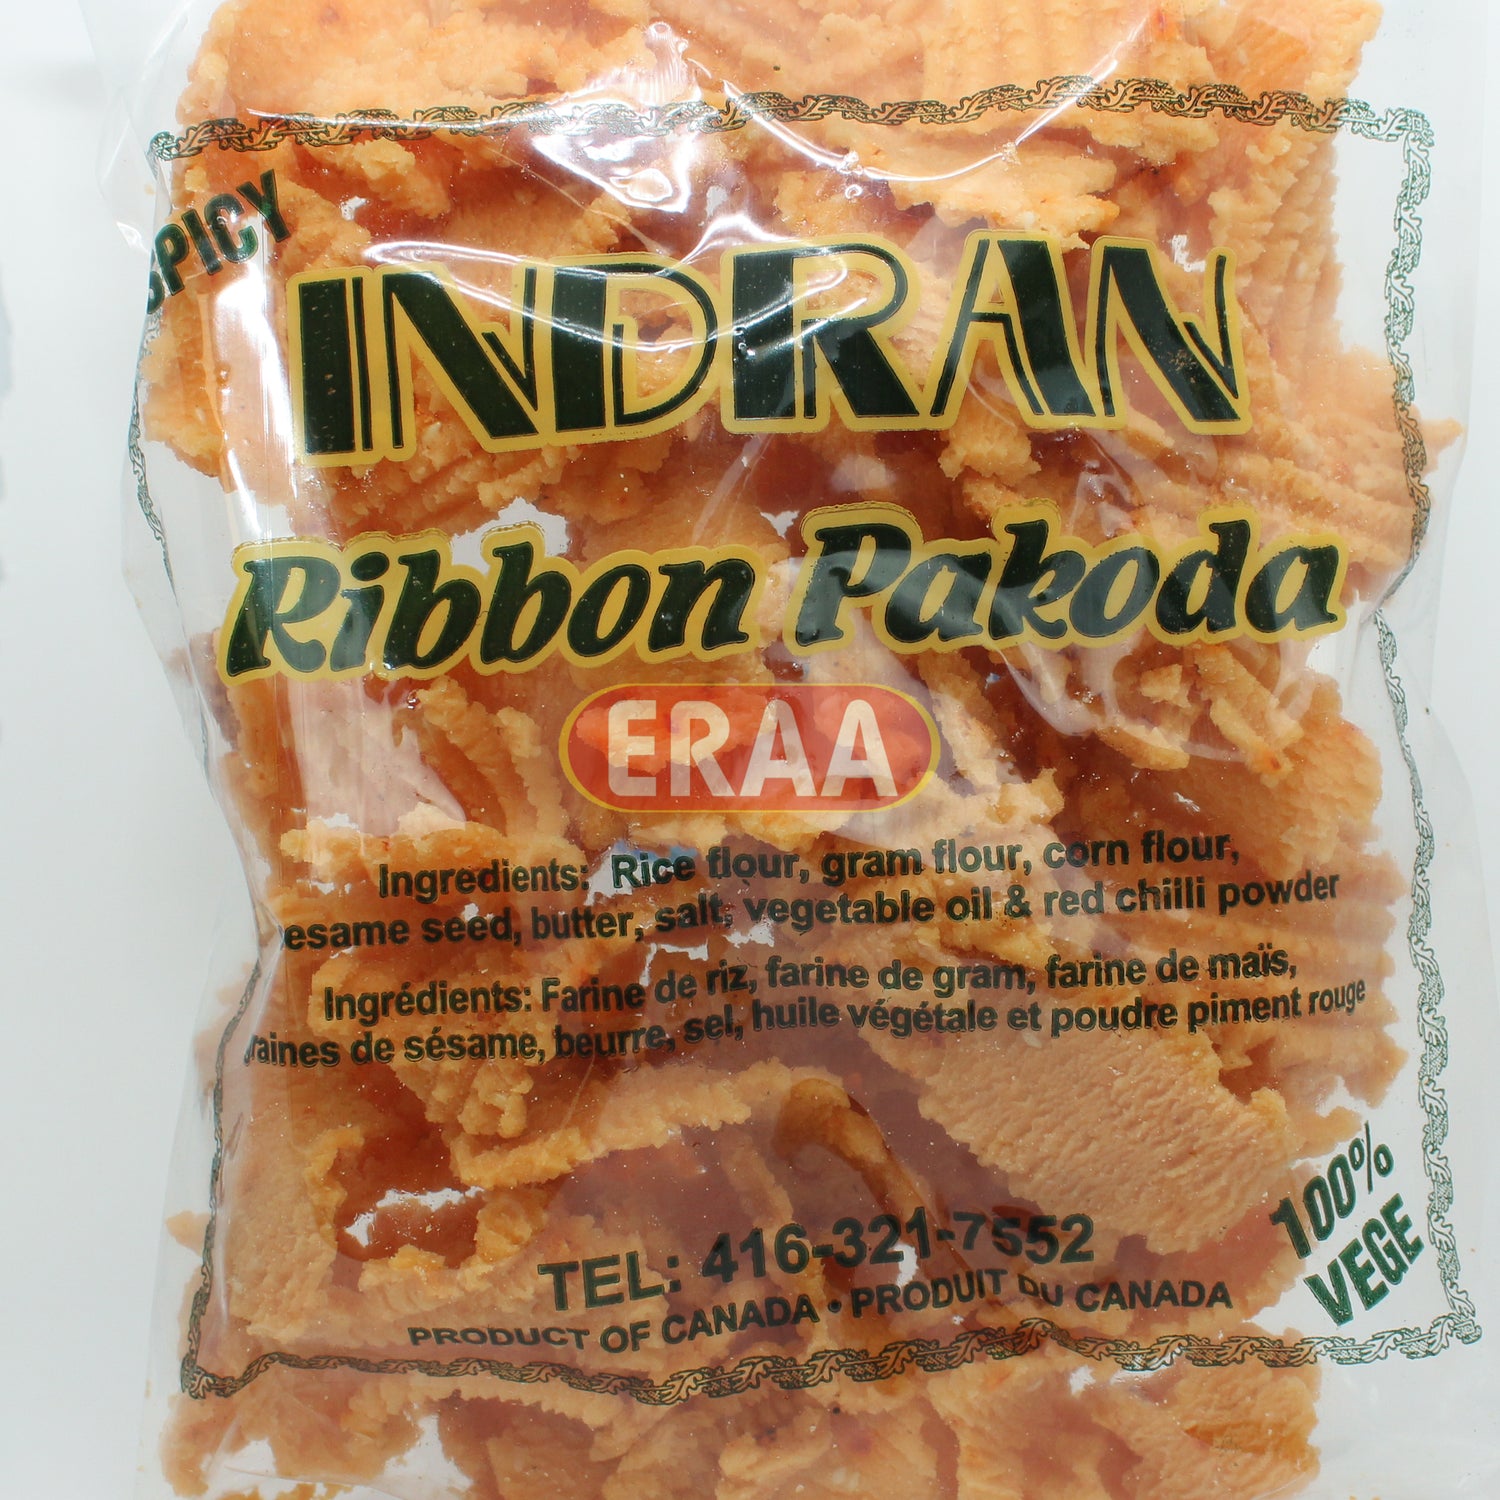 SPICY
INDRAN
Ribbon Pakoda
ERAA
Ingredients: Rice flour, gram flour, corn flour,
esame seed, butter, salt, vegetable oil & red chilli powder
Ingrédients: Farine de riz, farine de gram, farine de maïs,
raines de sésame, beurre, sel, huile végétale et poudre piment rouge
100%
VEGE
TEL: 416-321-7552
PRODUCT OF CANADA • PRODUIT DU CANADA